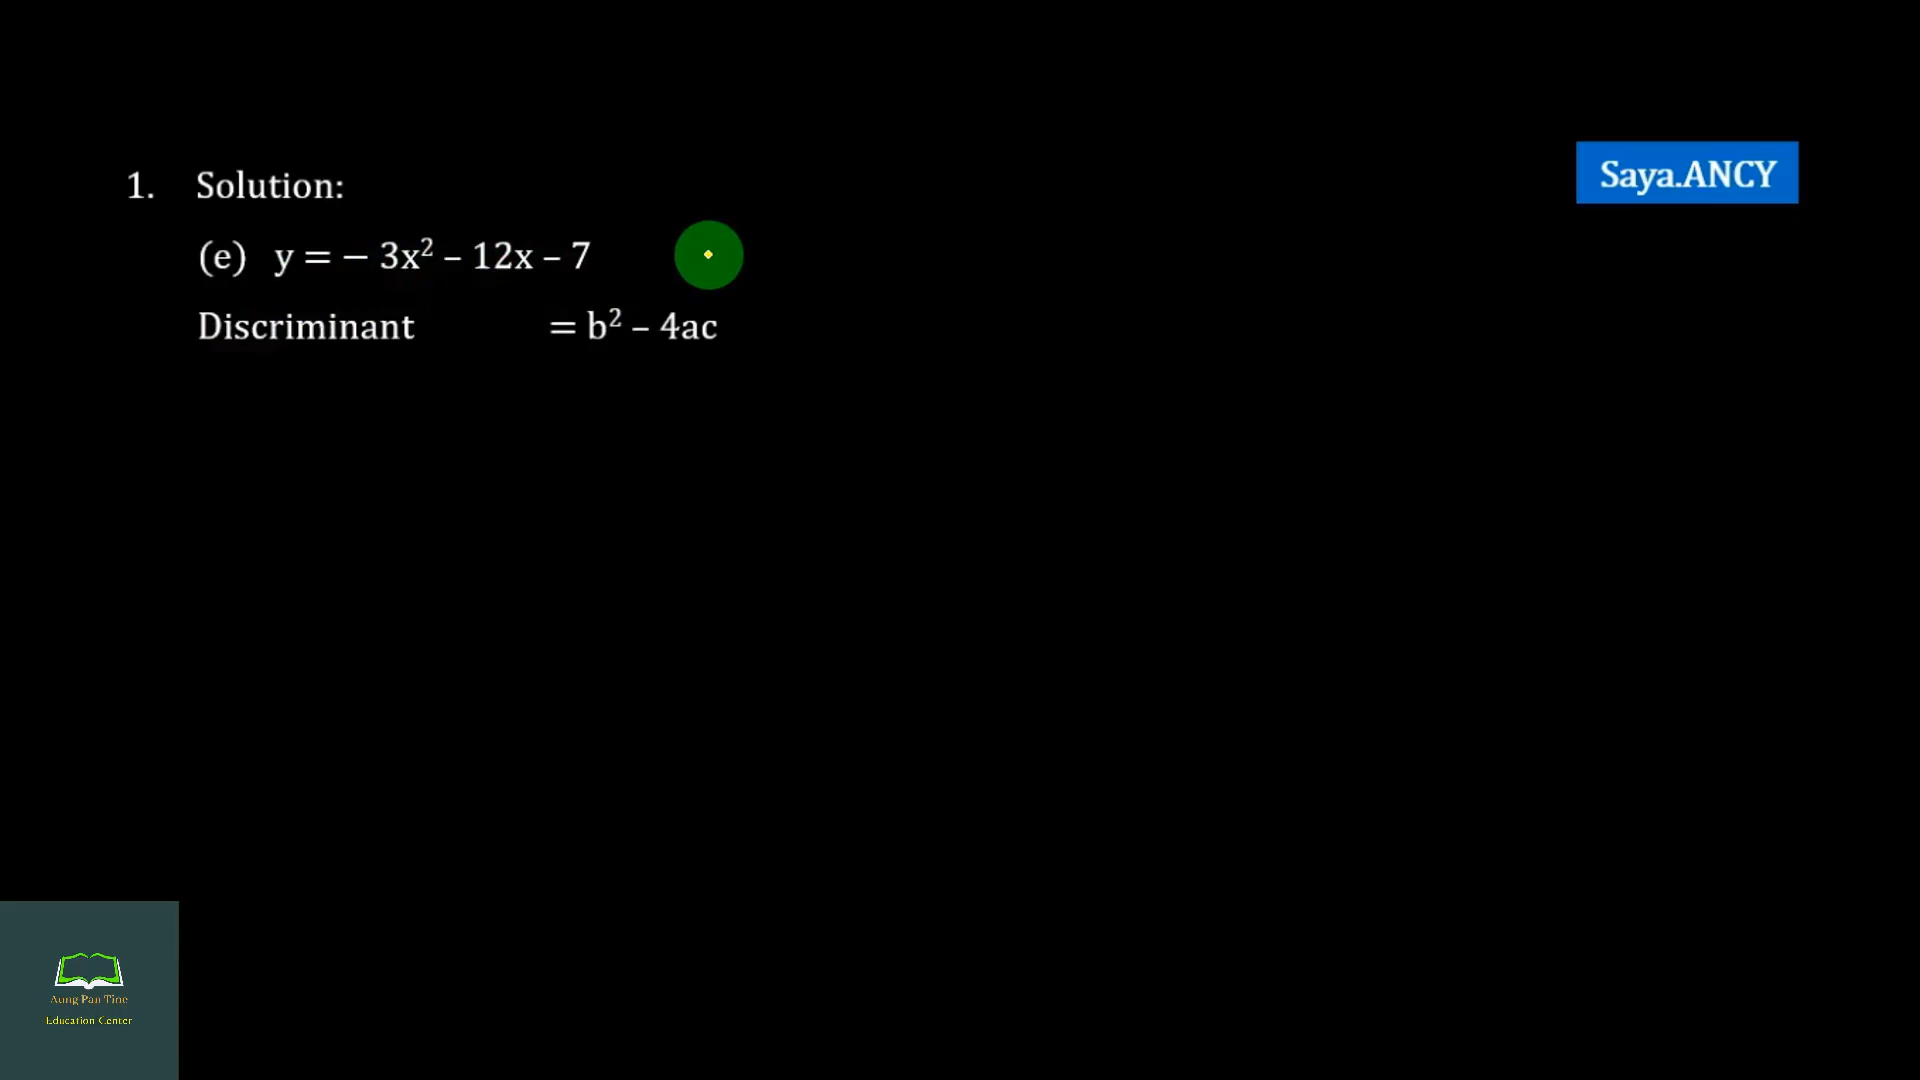 Saya.ANCY
1. Solution:
(e) y = − 3x² – 12x – 7
Discriminant = b² – 4ac
Aung Pan Tine
Education Center